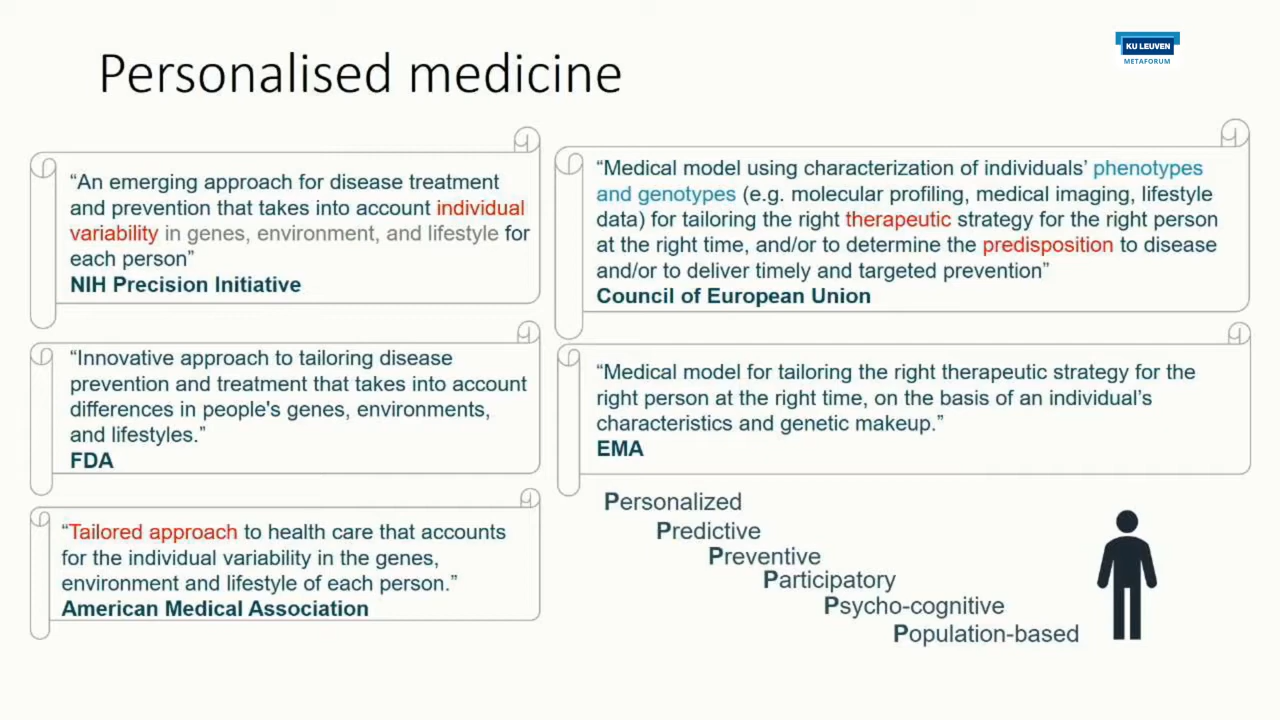 Personalised medicine
KU LEUVEN
METAFORUM
“An emerging approach for disease treatment
and prevention that takes into account individual
variability in genes, environment, and lifestyle for
each person”
NIH Precision Initiative
“Innovative approach to tailoring disease
prevention and treatment that takes into account
differences in people's genes, environments,
and lifestyles.”
FDA
“Tailored approach to health care that accounts
for the individual variability in the genes,
environment and lifestyle of each person.”
American Medical Association
“Medical model using characterization of individuals’ phenotypes
and genotypes (e.g. molecular profiling, medical imaging, lifestyle
data) for tailoring the right therapeutic strategy for the right person
at the right time, and/or to determine the predisposition to disease
and/or to deliver timely and targeted prevention”
Council of European Union
“Medical model for tailoring the right therapeutic strategy for the
right person at the right time, on the basis of an individual’s
characteristics and genetic makeup.”
EMA
Personalized
Predictive
Preventive
Participatory
Psycho-cognitive
Population-based